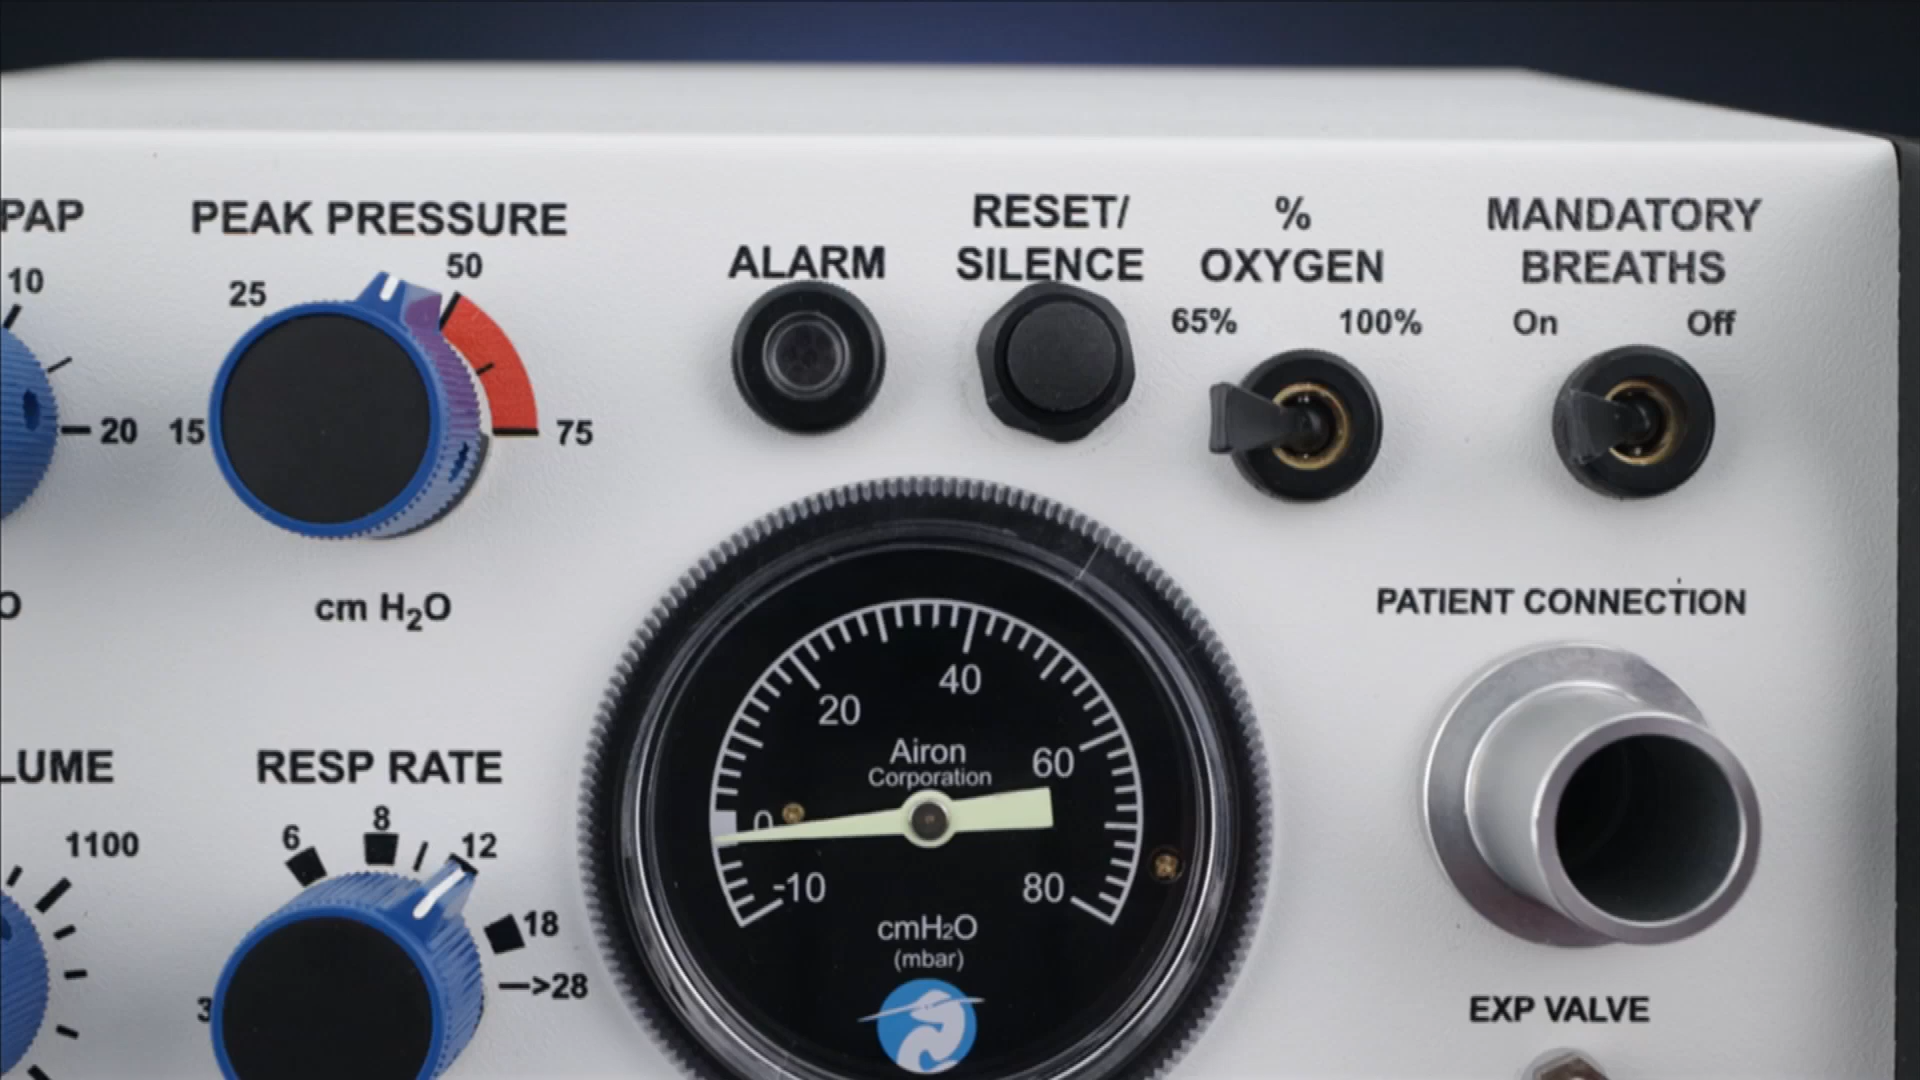 PAP
10
20
O
PEAK PRESSURE
15
25
50
75
cm H₂O
ALARM
RESET/
SILENCE
%
OXYGEN
65%
100%
MANDATORY
BREATHS
On
Off
LUME
1100
RESP RATE
3
6
8
12
18
>28
-10
0
20
40
60
80
Airon
Corporation
cmH₂O
(mbar)
PATIENT CONNECTION
EXP VALVE